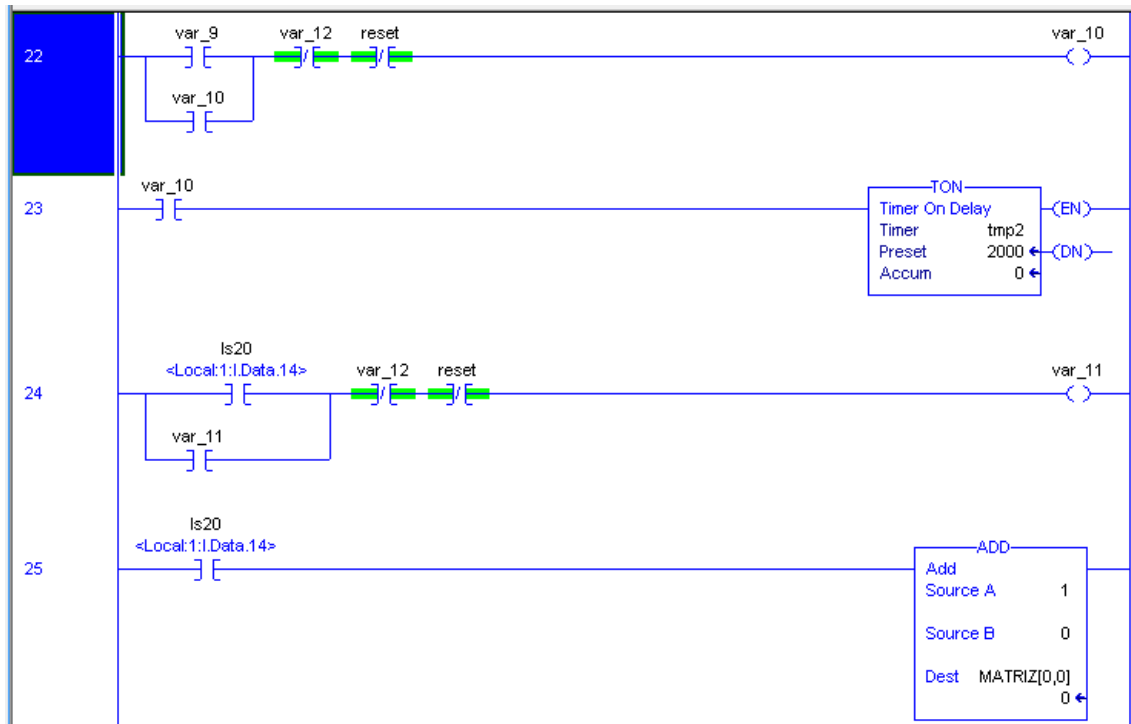 var_9 var_12 reset var_10
22
var_10
var_10
23
TON
Timer On Delay
Timer tmp2
Preset 2000
Accum 0
EN
DN
ls20
<Local:1:I.Data.14> var_12 reset var_11
24
var_11
ls20
<Local:1:I.Data.14>
25
ADD
Add
Source A 1
Source B 0
Dest MATRIZ[0,0]
0